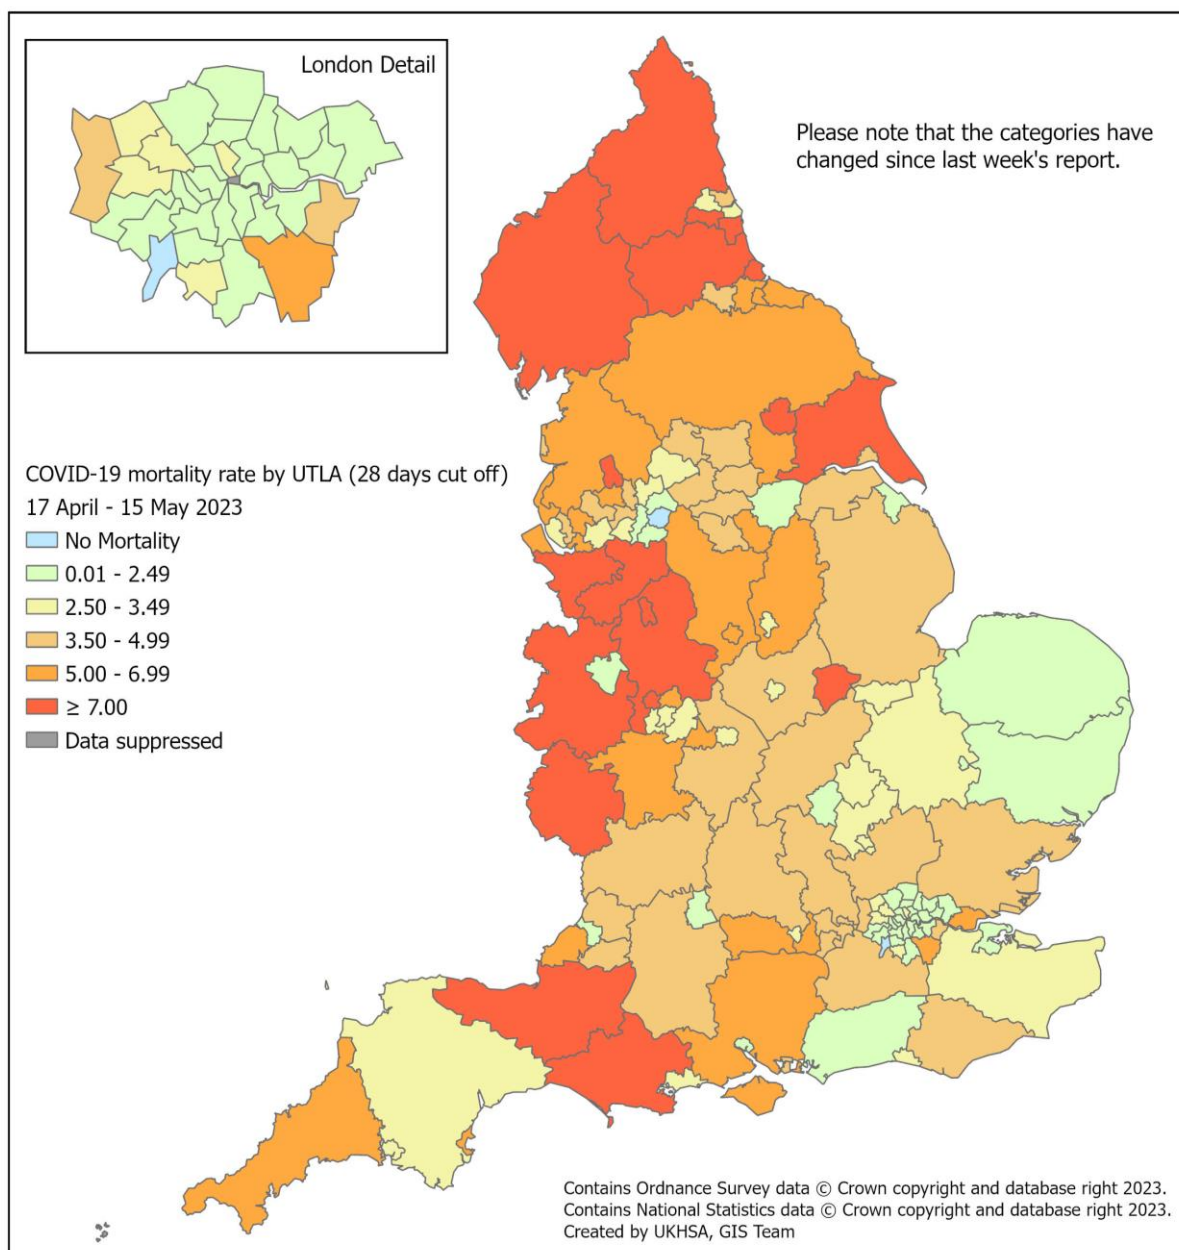 London Detail
Please note that the categories have
changed since last week's report.
COVID-19 mortality rate by UTLA (28 days cut off)
17 April - 15 May 2023
No Mortality
0.01 - 2.49
2.50 - 3.49
3.50 - 4.99
5.00 - 6.99
≥ 7.00
Data suppressed
Contains Ordnance Survey data © Crown copyright and database right 2023.
Contains National Statistics data © Crown copyright and database right 2023.
Created by UKHSA, GIS Team